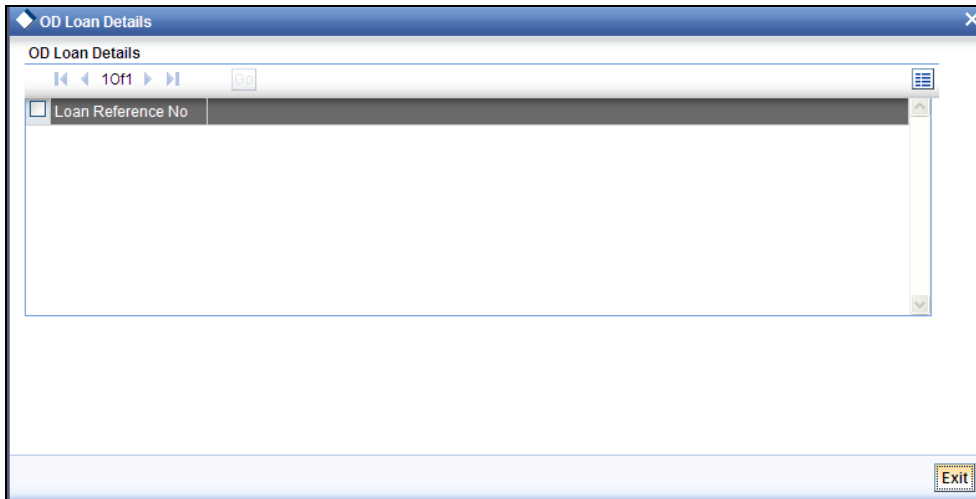 OD Loan Details
OD Loan Details
1Of1 Go
Loan Reference No
Exit